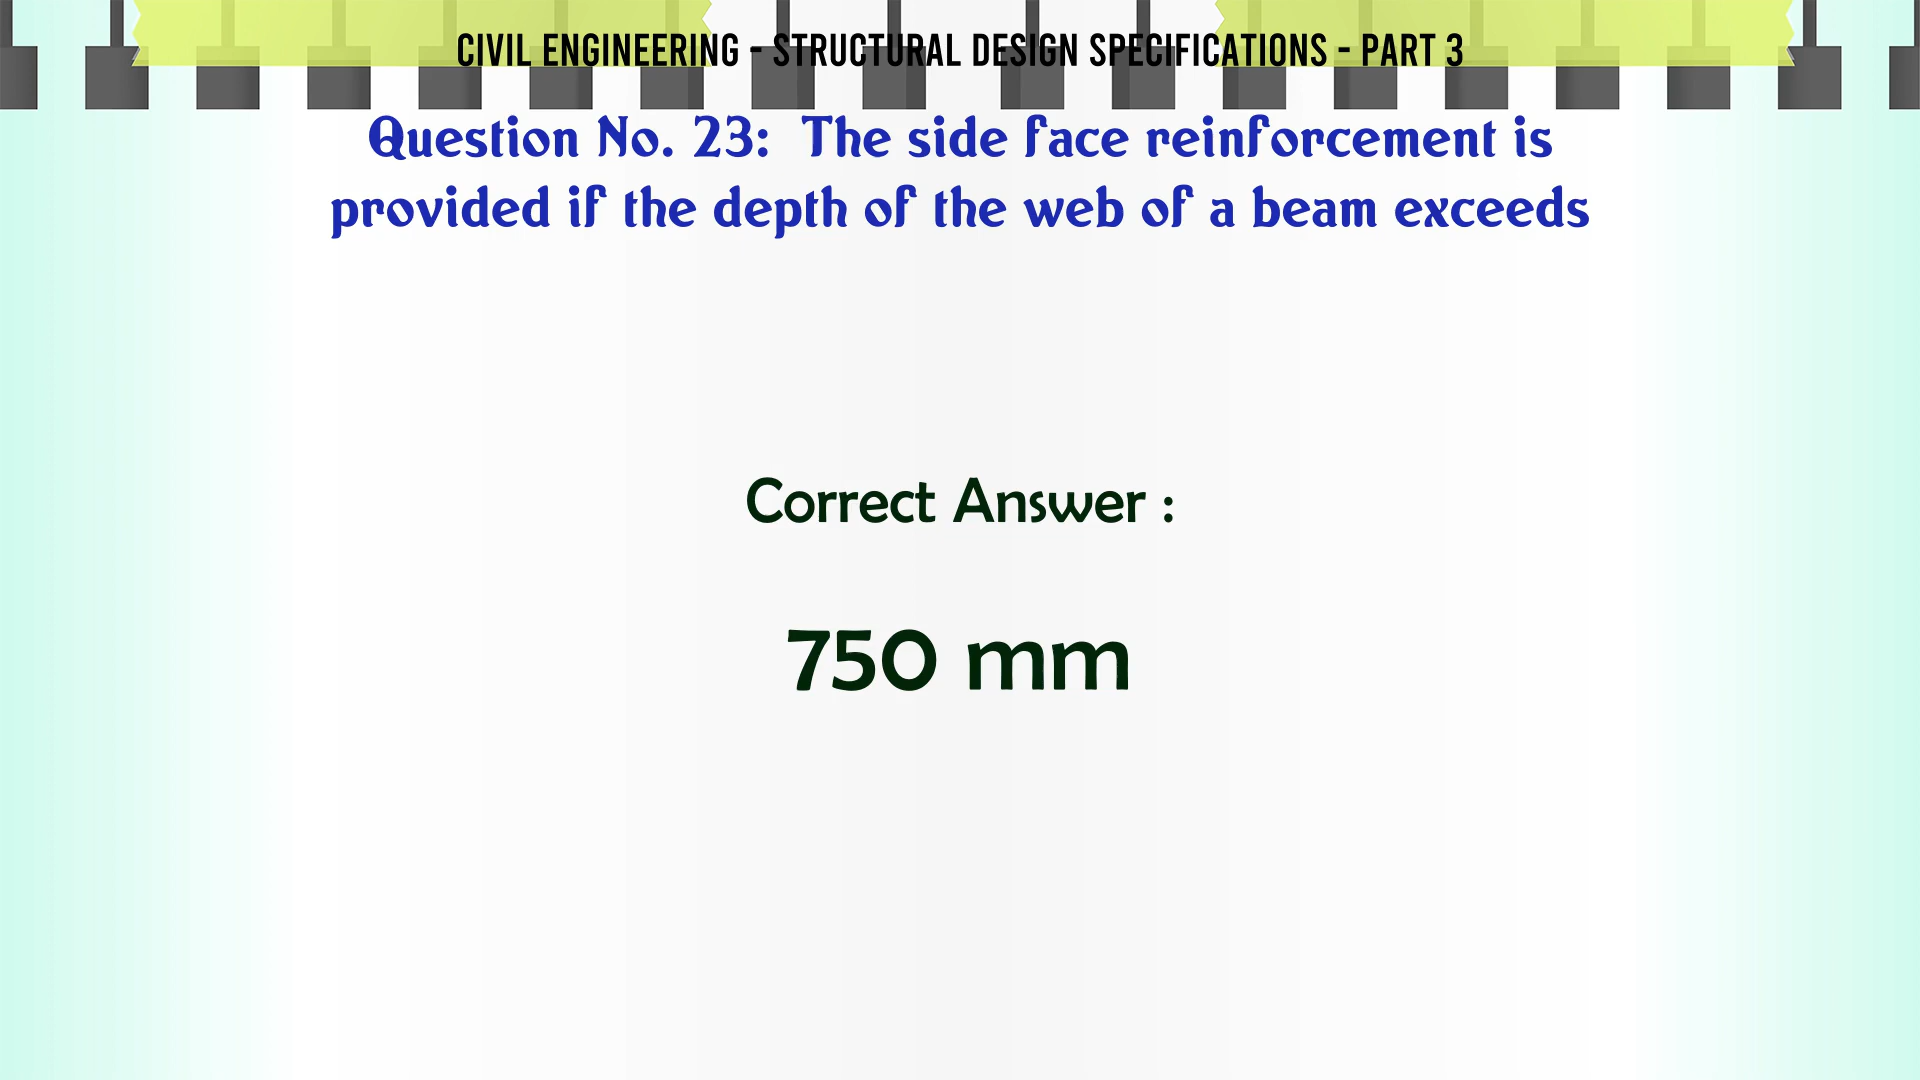 CIVIL ENGINEERING - STRUCTURAL DESIGN SPECIFICATIONS - PART 3
Question No. 23:  The side face reinforcement is
provided if the depth of the web of a beam exceeds
Correct Answer :
750 mm